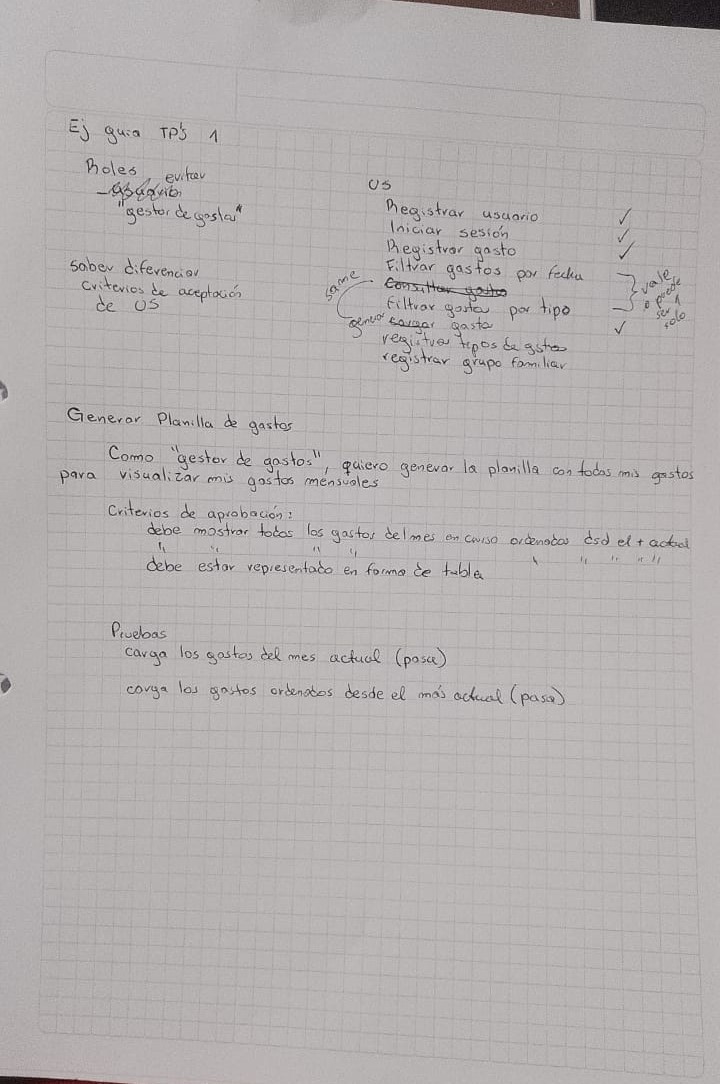 Ej guia TP's 1
Roles, evitar
- usuario
"gestor de gastos"
saber diferenciar
criterios de aceptación
de US
US
Registrar usuario ✓
Iniciar sesión ✓
Registrar gasto ✓
Filtrar gastos por fecha
same
Consultar gastos
Filtrar gastos por tipo
} vale
o puede
ser 1
solo
generar cargar gasto ✓
registrar tipos de gsto
registrar grupo familiar
Generar Planilla de gastos
Como "gestor de gastos", quiero generar la planilla con todos mis gastos
para visualizar mis gastos mensuales
Criterios de aprobación:
debe mostrar todos los gastos del mes en curso ordenados dsd el + actual
" " " " " " " "
debe estar representado en forma de tabla
Pruebas
carga los gastos del mes actual (pasa)
carga los gastos ordenados desde el más actual (pasa)